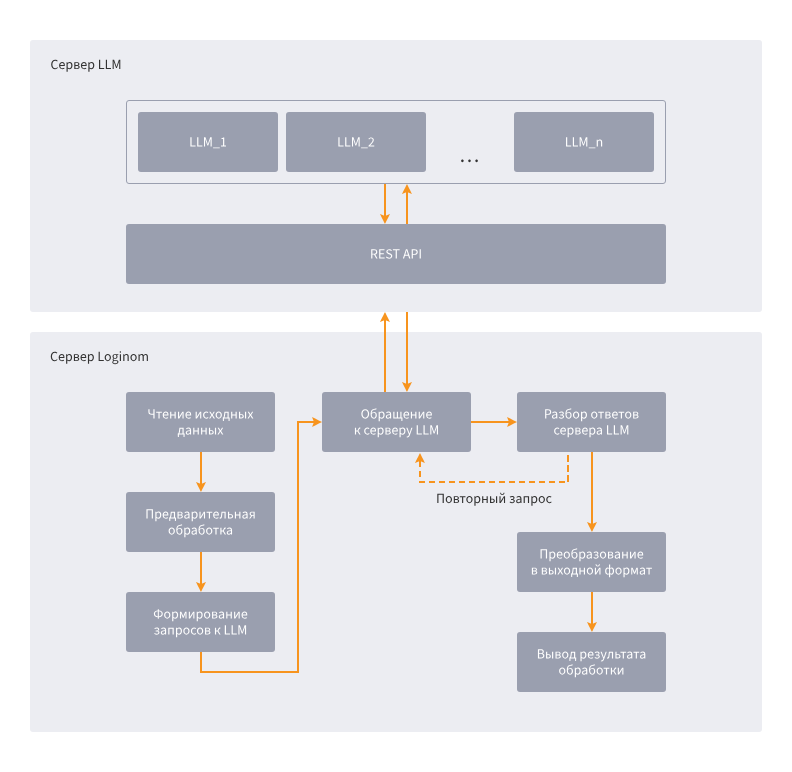 Сервер LLM
LLM_1
LLM_2
...
LLM_n
REST API
Сервер Loginom
Чтение исходных
данных
Обращение
к серверу LLM
Разбор ответов
сервера LLM
Повторный запрос
Предварительная
обработка
Преобразование
в выходной формат
Формирование
запросов к LLM
Вывод результата
обработки